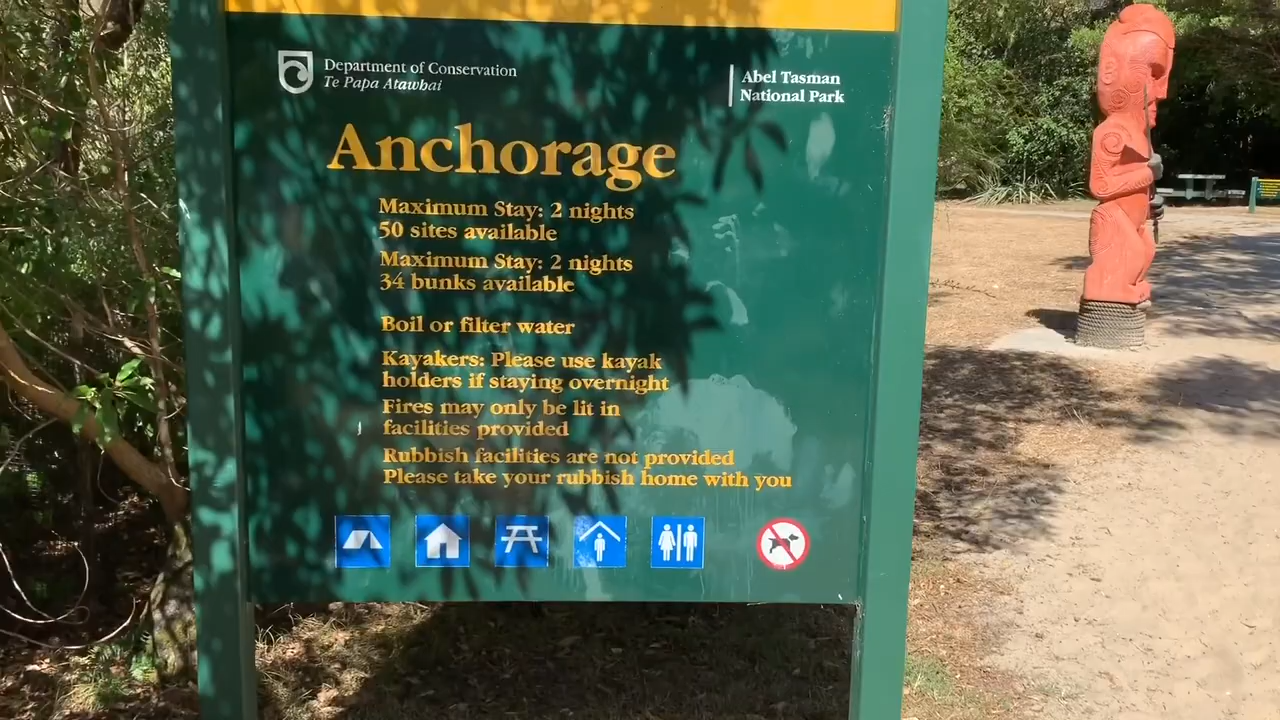 Department of Conservation
Te Papa Atawhai
Abel Tasman
National Park
Anchorage
Maximum Stay: 2 nights
50 sites available
Maximum Stay: 2 nights
34 bunks available
Boil or filter water
Kayakers: Please use kayak
holders if staying overnight
Fires may only be lit in
facilities provided
Rubbish facilities are not provided
Please take your rubbish home with you